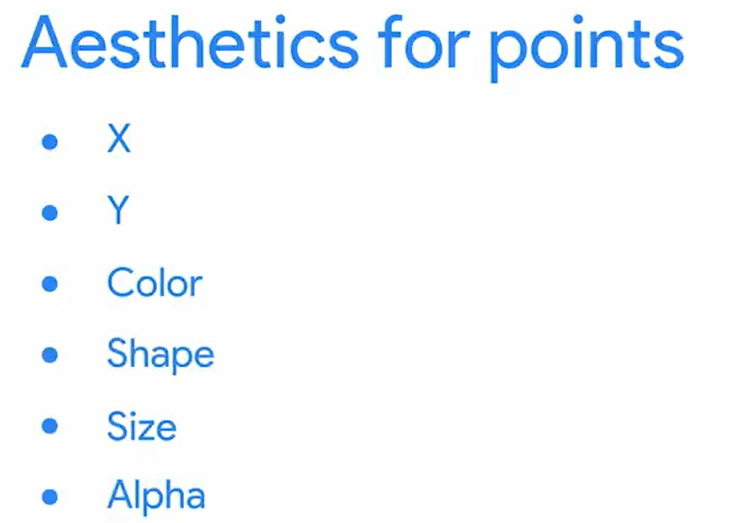 Aesthetics for points
• X
• Y
• Color
• Shape
• Size
• Alpha